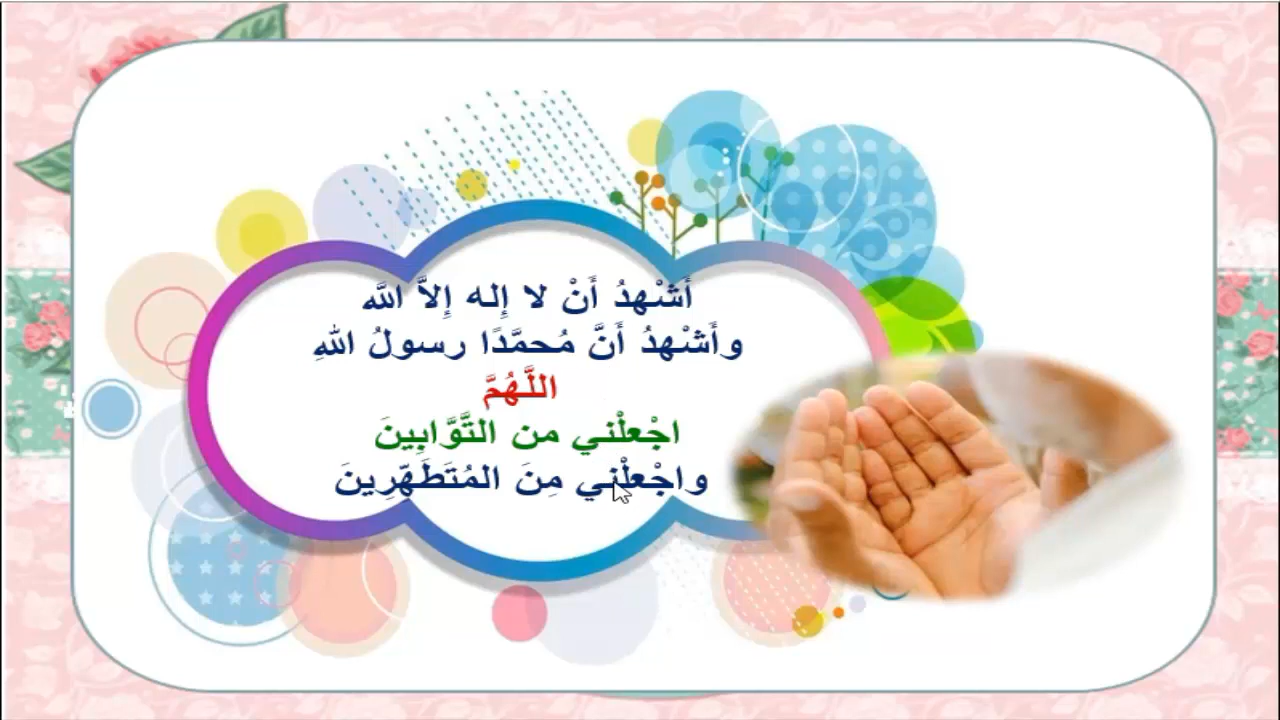 أَشْهدُ أَنْ لا إِله إِلاَّ اللَّه
وأَشْهدُ أَنَّ مُحمَّدًا رسولُ اللهِ
اللَّهُمَّ
اجْعلْني من التَّوَّابِينَ
واجْعلْني مِنَ المُتَطَهِّرِينَ